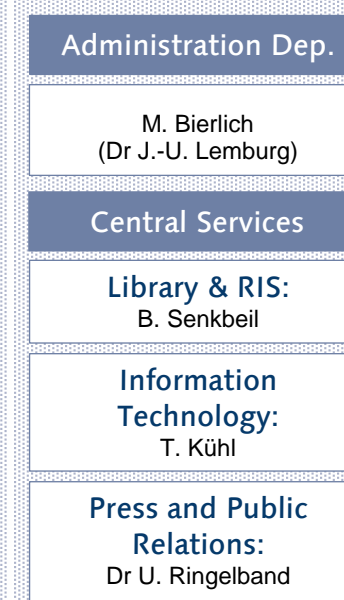 Administration Dep.
M. Bierlich
(Dr J.-U. Lemburg)
Central Services
Library & RIS:
B. Senkbeil
Information
Technology:
T. Kühl
Press and Public
Relations:
Dr U. Ringelband